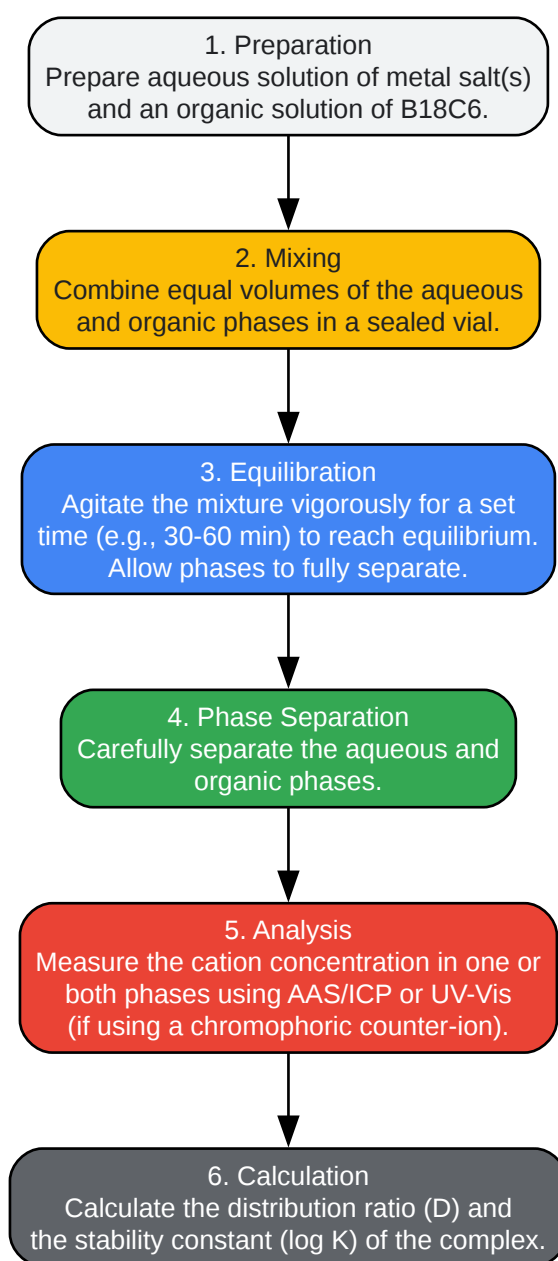 1. Preparation
Prepare aqueous solution of metal salt(s)
and an organic solution of B18C6.
2. Mixing
Combine equal volumes of the aqueous
and organic phases in a sealed vial.
3. Equilibration
Agitate the mixture vigorously for a set
time (e.g., 30-60 min) to reach equilibrium.
Allow phases to fully separate.
4. Phase Separation
Carefully separate the aqueous and
organic phases.
5. Analysis
Measure the cation concentration in one or
both phases using AAS/ICP or UV-Vis
(if using a chromophoric counter-ion).
6. Calculation
Calculate the distribution ratio (D) and
the stability constant (log K) of the complex.